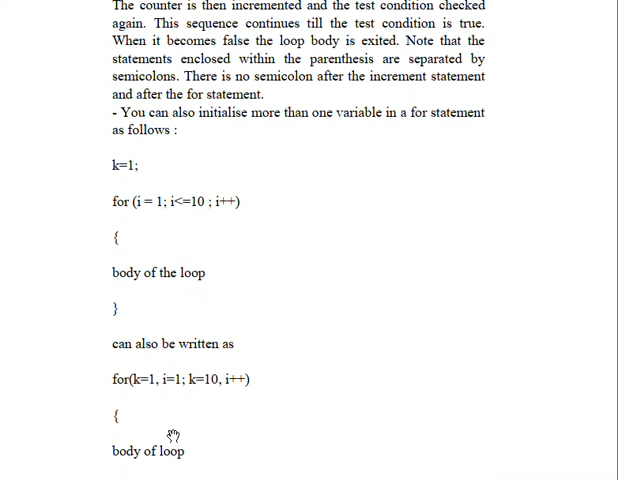 The counter is then incremented and the test condition checked
again. This sequence continues till the test condition is true.
When it becomes false the loop body is exited. Note that the
statements enclosed within the parenthesis are separated by
semicolons. There is no semicolon after the increment statement
and after the for statement.
- You can also initialise more than one variable in a for statement
as follows :
k=1;
for (i = 1; i<=10 ; i++)
{
body of the loop
}
can also be written as
for(k=1, i=1; k=10, i++)
{
body of loop